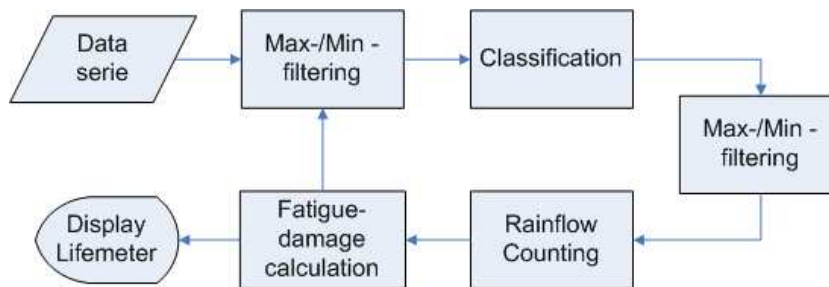 Data
serie
Max-/Min -
filtering
Classification
Max-/Min -
filtering
Display
Lifemeter
Fatigue-
damage
calculation
Rainflow
Counting